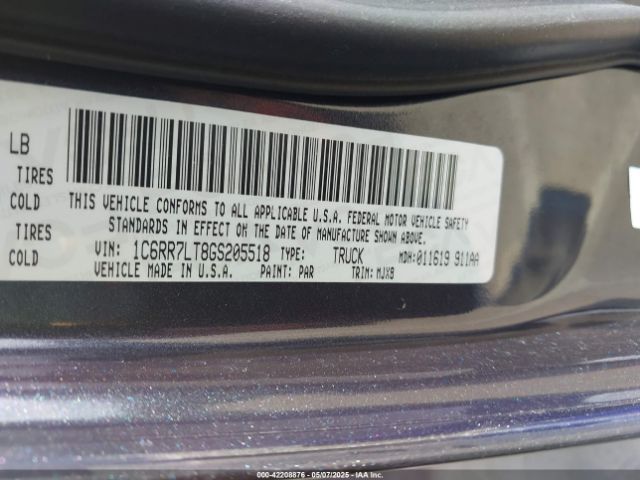 LB
TIRES
COLD
TIRES
COLD
THIS VEHICLE CONFORMS TO ALL APPLICABLE U.S.A. FEDERAL MOTOR VEHICLE SAFETY
STANDARDS IN EFFECT ON THE DATE OF MANUFACTURE SHOWN ABOVE.
VIN: 1C6RR7LT8GS205518 TYPE: TRUCK MDH:011619 911AA
VEHICLE MADE IN U.S.A. PAINT: PAR TRIM: MJX8
000-42208876 • 05/07/2025 • © Copyright IAA